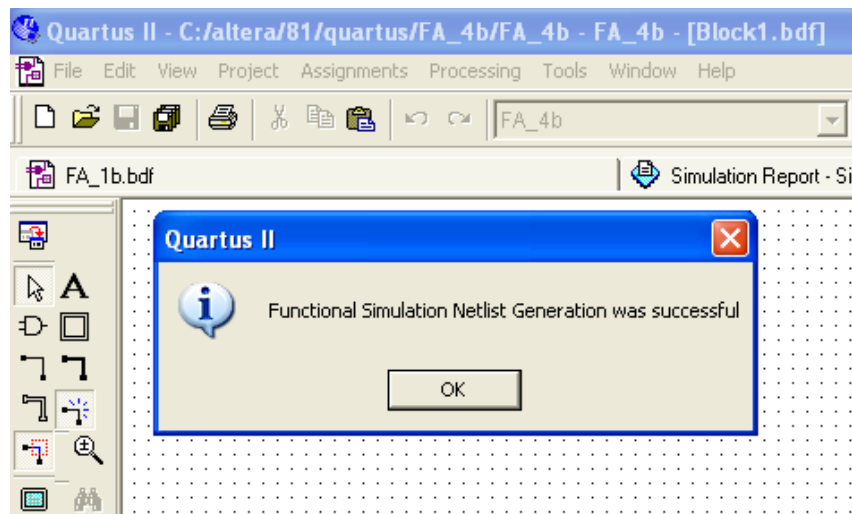 Quartus II - C:/altera/81/quartus/FA_4b/FA_4b - FA_4b - [Block1.bdf]
File Edit View Project Assignments Processing Tools Window Help
FA_4b
FA_1b.bdf Simulation Report - Si
Quartus II
Functional Simulation Netlist Generation was successful
OK
A